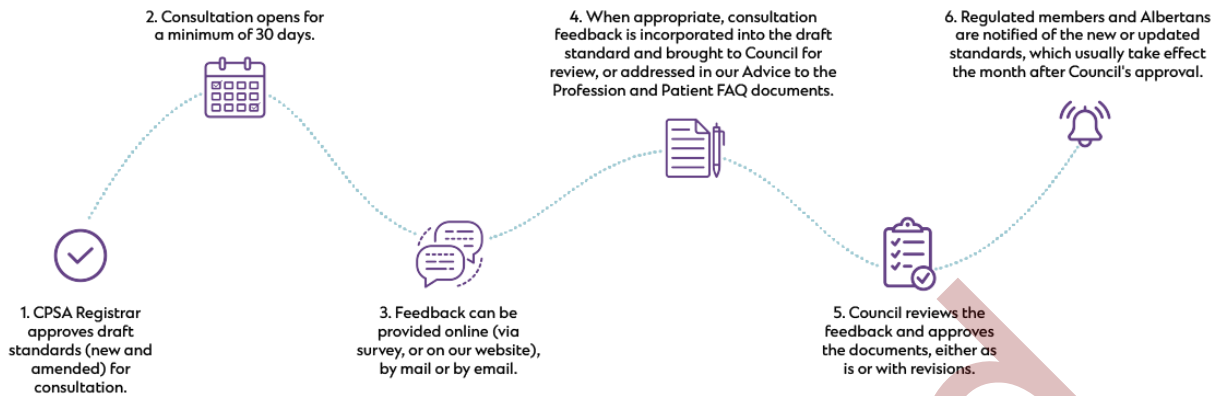 2. Consultation opens for
a minimum of 30 days.
4. When appropriate, consultation
feedback is incorporated into the draft
standard and brought to Council for
review, or addressed in our Advice to the
Profession and Patient FAQ documents.
6. Regulated members and Albertans
are notified of the new or updated
standards, which usually take effect
the month after Council's approval.
1. CPSA Registrar
approves draft
standards (new and
amended) for
consultation.
3. Feedback can be
provided online (via
survey, or on our website),
by mail or by email.
5. Council reviews the
feedback and approves
the documents, either as
is or with revisions.